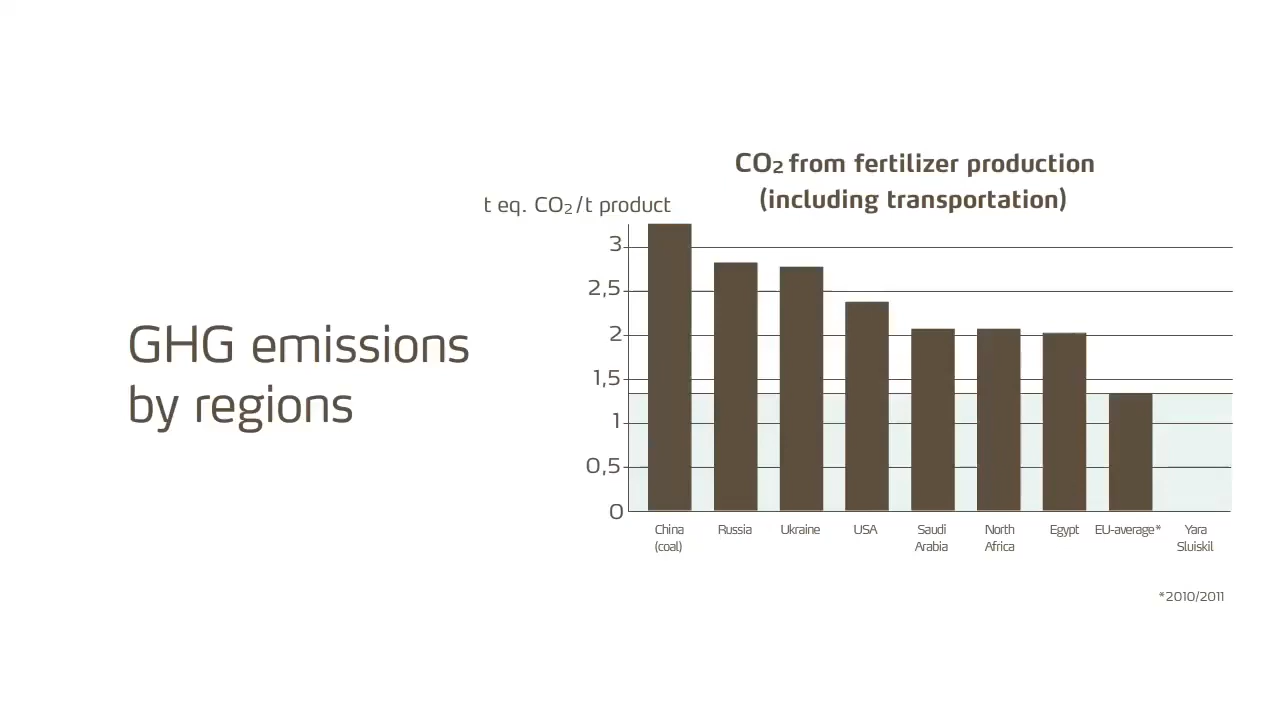 CO₂ from fertilizer production
(including transportation)
t eq. CO₂/t product
GHG emissions
by regions
3
2,5
2
1,5
1
0,5
0
China
(coal)
Russia
Ukraine
USA
Saudi
Arabia
North
Africa
Egypt
EU-average*
Yara
Sluiskil
*2010/2011